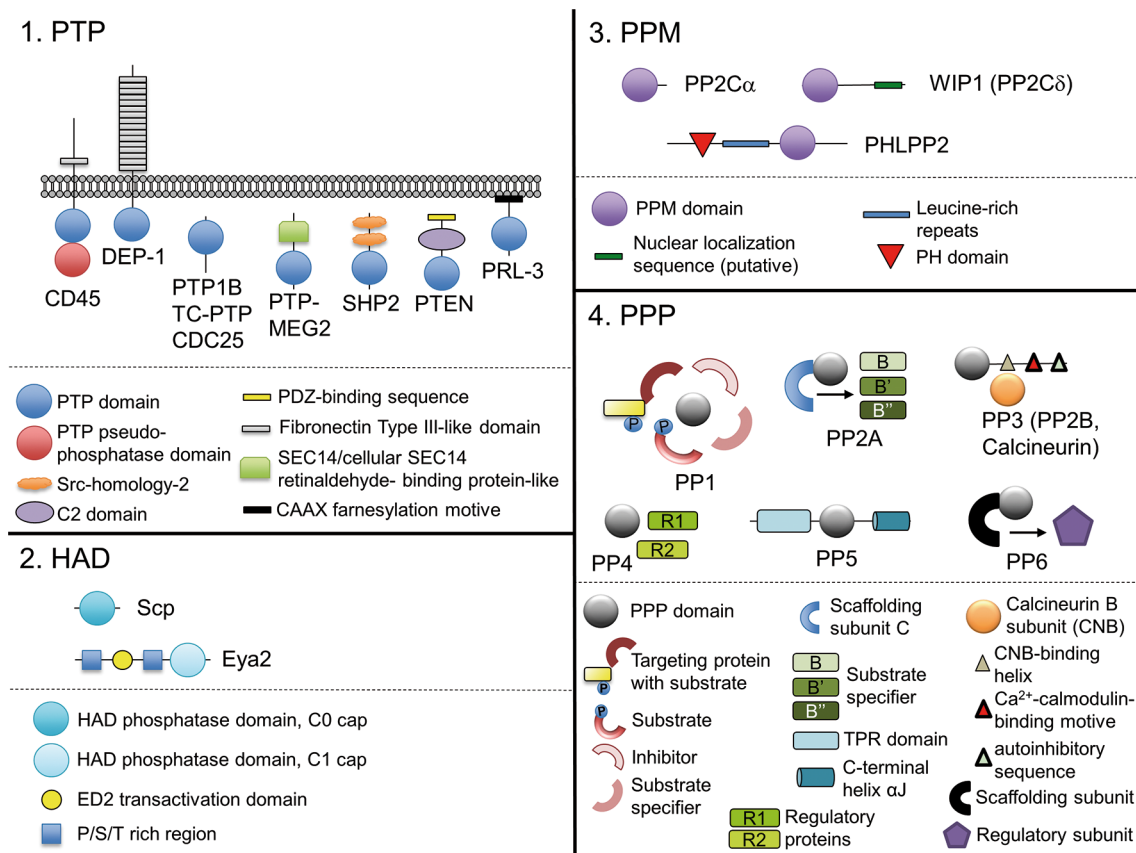 1. PTP
CD45
DEP-1
PTP1B
TC-PTP
CDC25
PTP-
MEG2
SHP2
PTEN
PRL-3
PTP domain
PTP pseudo-
phosphatase domain
Src-homology-2
C2 domain
PDZ-binding sequence
Fibronectin Type III-like domain
SEC14/cellular SEC14
retinaldehyde- binding protein-like
CAAX farnesylation motive
2. HAD
Scp
Eya2
HAD phosphatase domain, C0 cap
HAD phosphatase domain, C1 cap
ED2 transactivation domain
P/S/T rich region
3. PPM
PP2Cα
WIP1 (PP2Cδ)
PHLPP2
PPM domain
Nuclear localization
sequence (putative)
Leucine-rich
repeats
PH domain
4. PPP
P
P
PP1
B
B'
B''
PP2A
PP3 (PP2B,
Calcineurin)
PP4
R1
R2
PP5
PP6
PPP domain
P
Targeting protein
with substrate
P
Substrate
Inhibitor
Substrate
specifier
Scaffolding
subunit C
B
B'
B''
Substrate
specifier
TPR domain
C-terminal
helix αJ
R1
R2
Regulatory
proteins
Calcineurin B
subunit (CNB)
CNB-binding
helix
Ca²⁺-calmodulin-
binding motive
autoinhibitory
sequence
Scaffolding subunit
Regulatory subunit